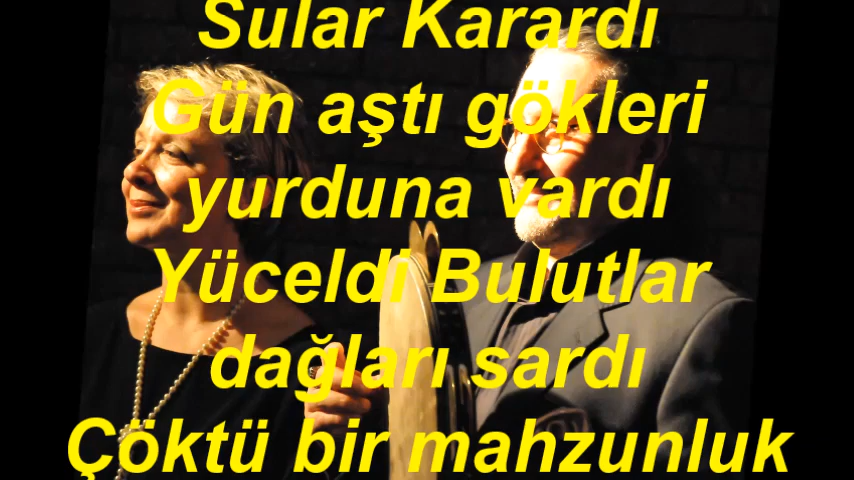 Sular Karardı
Gün aştı gökleri
yurduna vardı
Yüceldi Bulutlar
dağları sardı
Çöktü bir mahzunluk